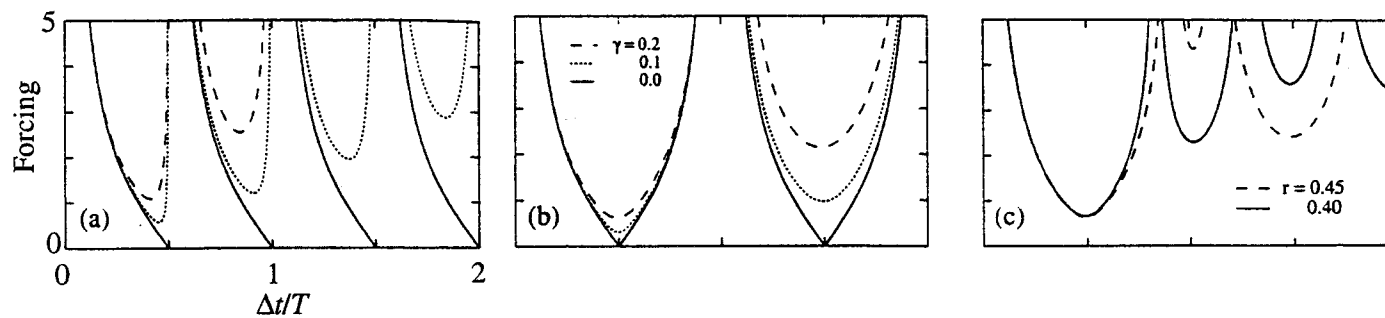 5
Forcing
0
(a)
0
1
2
Δt/T
γ = 0.2
0.1
0.0
(b)
r = 0.45
0.40
(c)